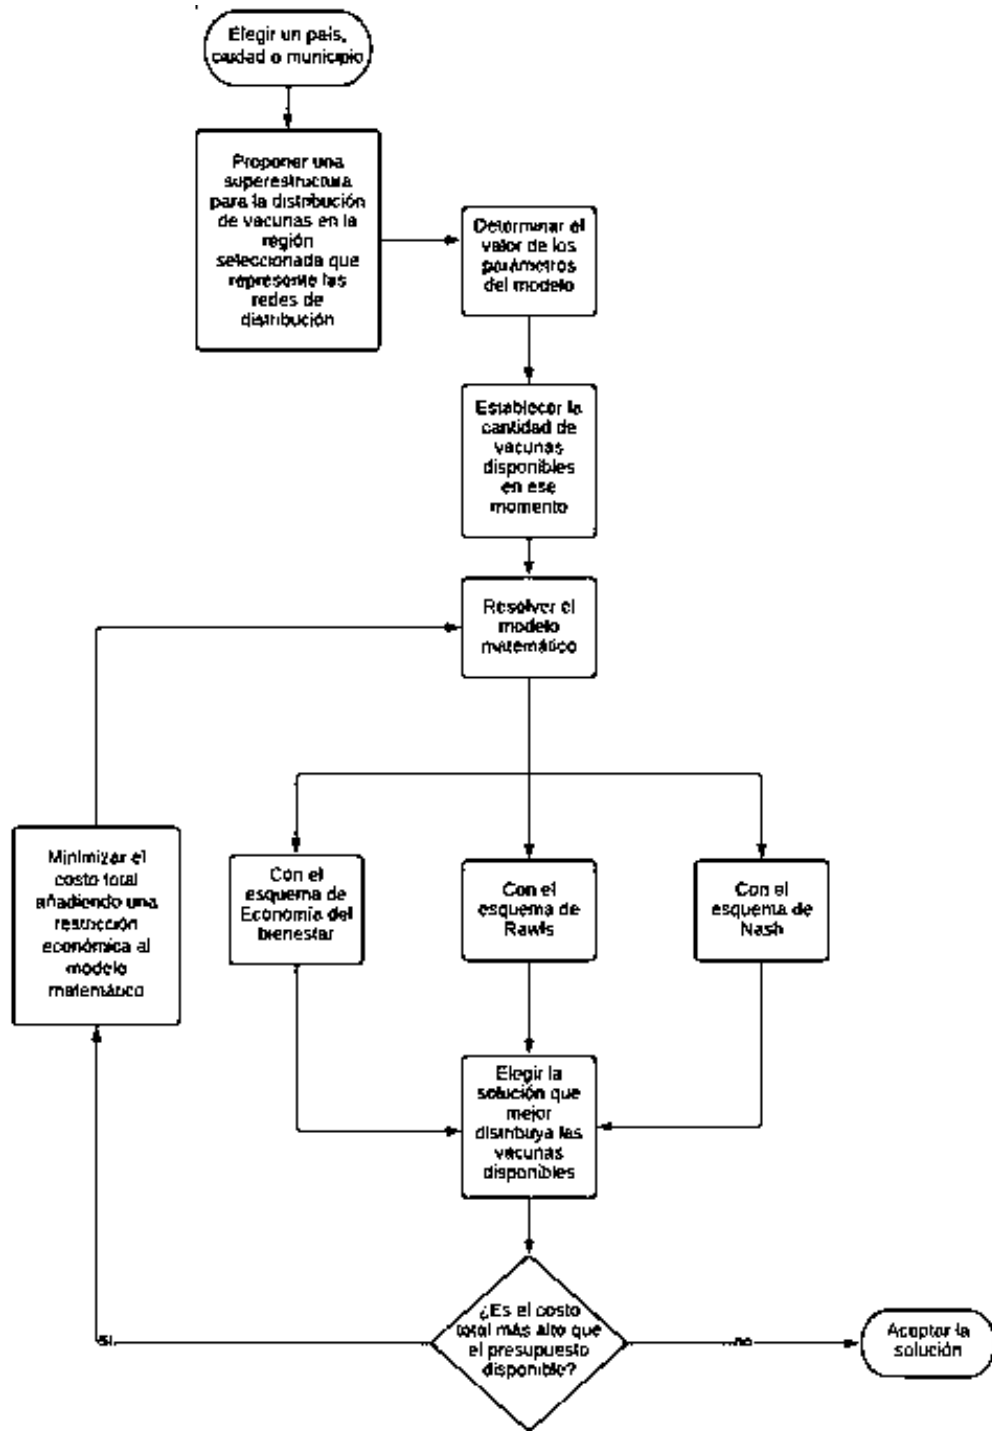 Elegir un país,
ciudad o municipio
Proponer una
superestructura
para la distribución
de vacunas en la
región
seleccionada que
represente las
redes de
distribución
Determinar el
valor de los
parámetros
del modelo
Establecer la
cantidad de
vacunas
disponibles
en ese
momento
Resolver el
modelo
matemático
Minimizar el
costo total
añadiendo una
restricción
económica al
modelo
matemático
Con el
esquema de
Economía del
bienestar
Con el
esquema de
Rawls
Con el
esquema de
Nash
Elegir la
solución que
mejor
distribuya las
vacunas
disponibles
¿Es el costo
total más alto que
el presupuesto
disponible?
si
no
Aceptar la
solución